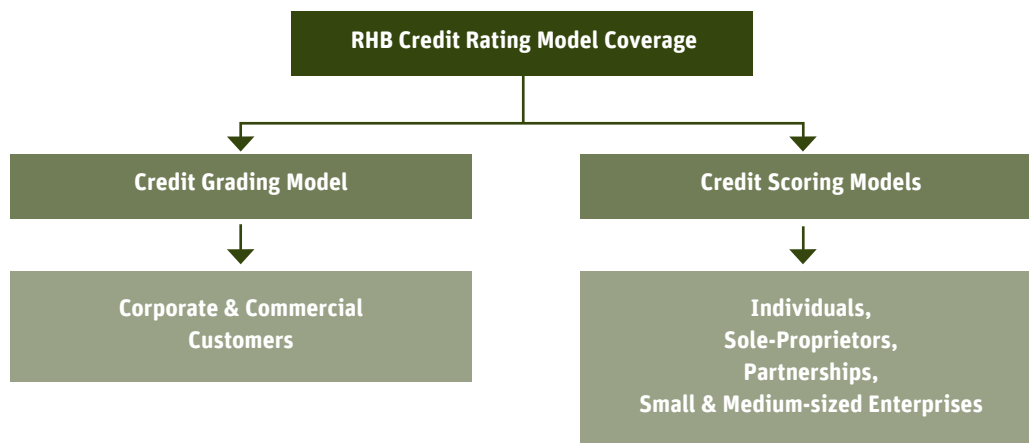 RHB Credit Rating Model Coverage
Credit Grading Model
Credit Scoring Models
Corporate & Commercial
Customers
Individuals,
Sole-Proprietors,
Partnerships,
Small & Medium-sized Enterprises